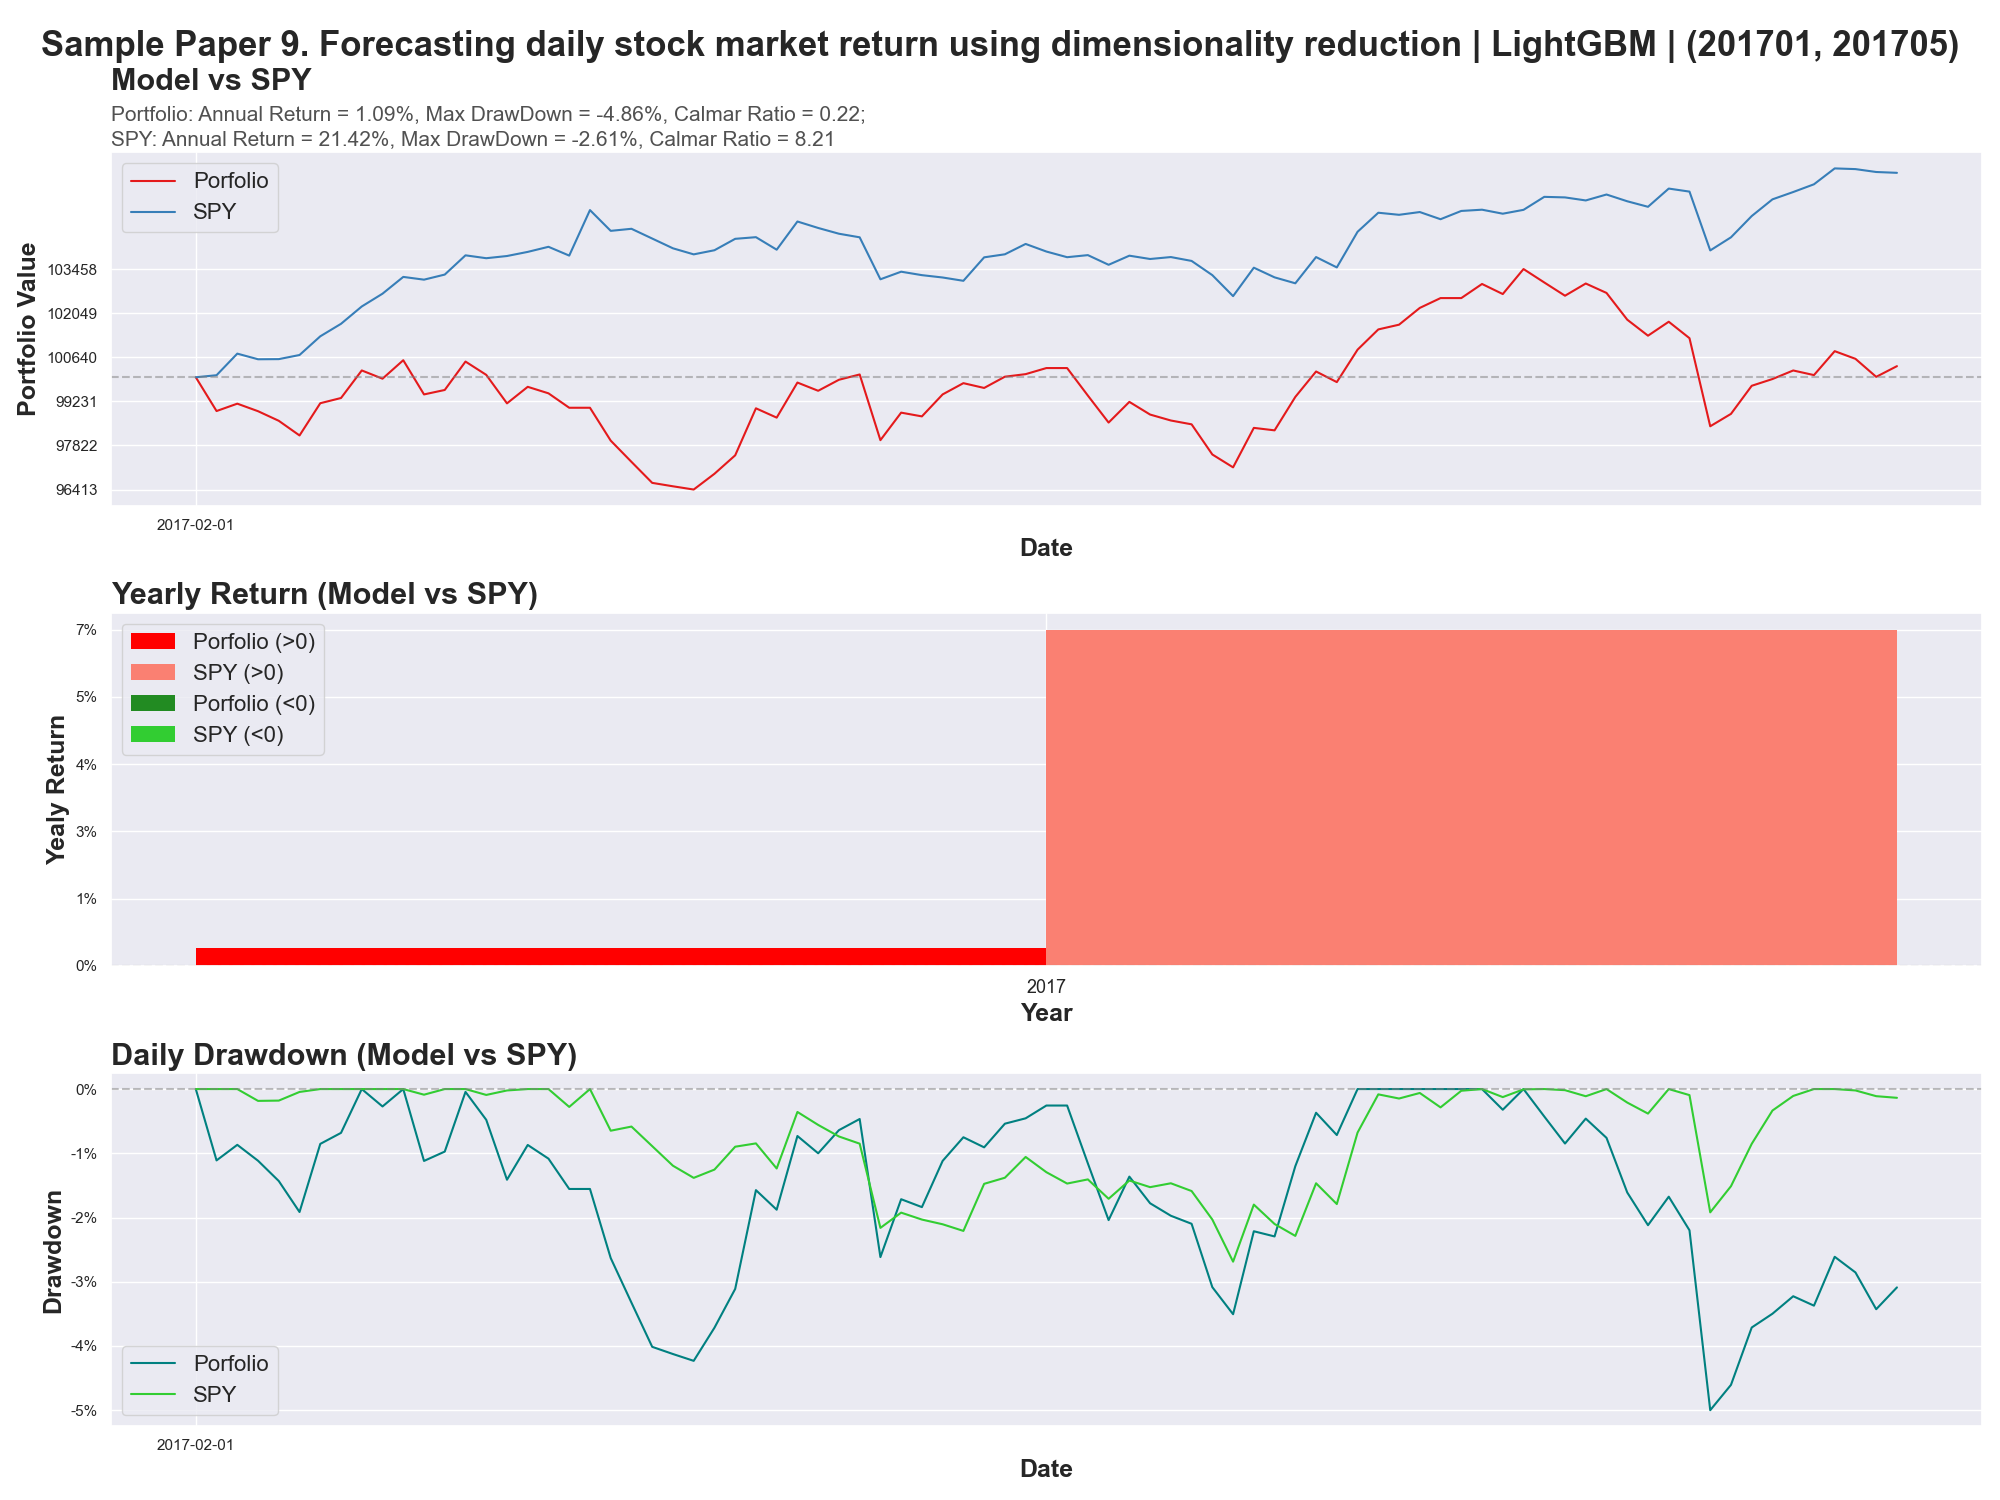 Sample Paper 9. Forecasting daily stock market return using dimensionality reduction | LightGBM | (201701, 201705)
Model vs SPY
Portfolio: Annual Return = 1.09%, Max DrawDown = -4.86%, Calmar Ratio = 0.22;
SPY: Annual Return = 21.42%, Max DrawDown = -2.61%, Calmar Ratio = 8.21
Porfolio
SPY
Portfolio Value
103458
102049
100640
99231
97822
96413
2017-02-01
Date
Yearly Return (Model vs SPY)
Porfolio (>0)
SPY (>0)
Porfolio (<0)
SPY (<0)
Yealy Return
7%
5%
4%
3%
1%
0%
2017
Year
Daily Drawdown (Model vs SPY)
Drawdown
0%
-1%
-2%
-3%
-4%
-5%
Porfolio
SPY
2017-02-01
Date